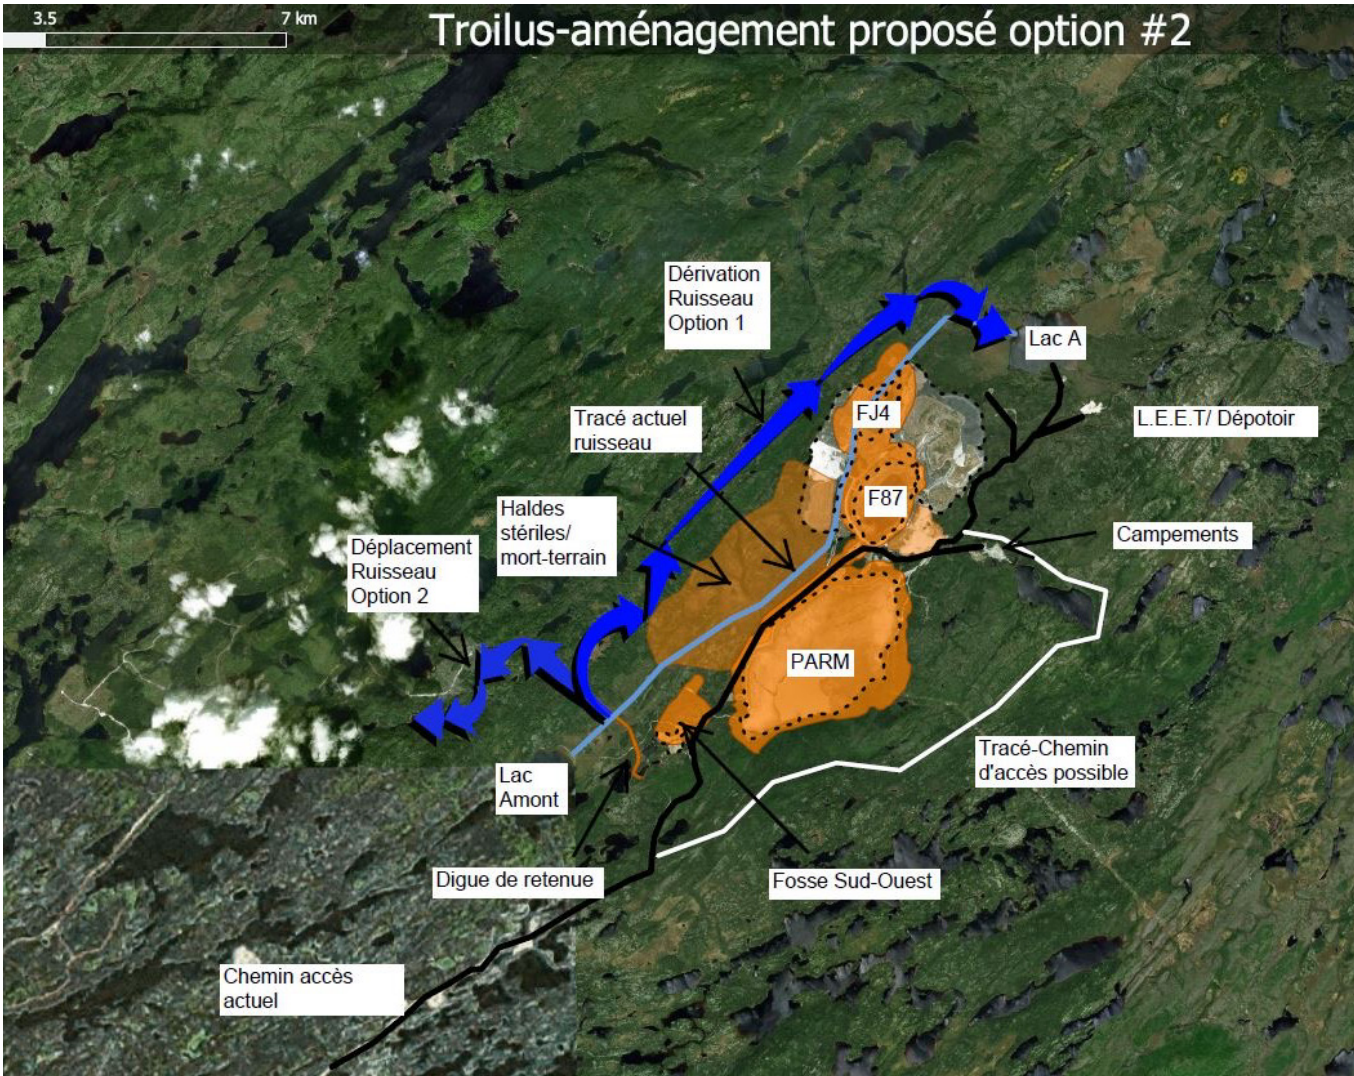 3.5
7 km
Troilus-aménagement proposé option #2
Dérivation
Ruisseau
Option 1
Lac A
FJ4
L.E.E.T/ Dépotoir
Tracé actuel
ruisseau
Haldes
stériles/
mort-terrain
F87
Campements
Déplacement
Ruisseau
Option 2
PARM
Tracé-Chemin
d'accès possible
Lac
Amont
Digue de retenue
Fosse Sud-Ouest
Chemin accès
actuel